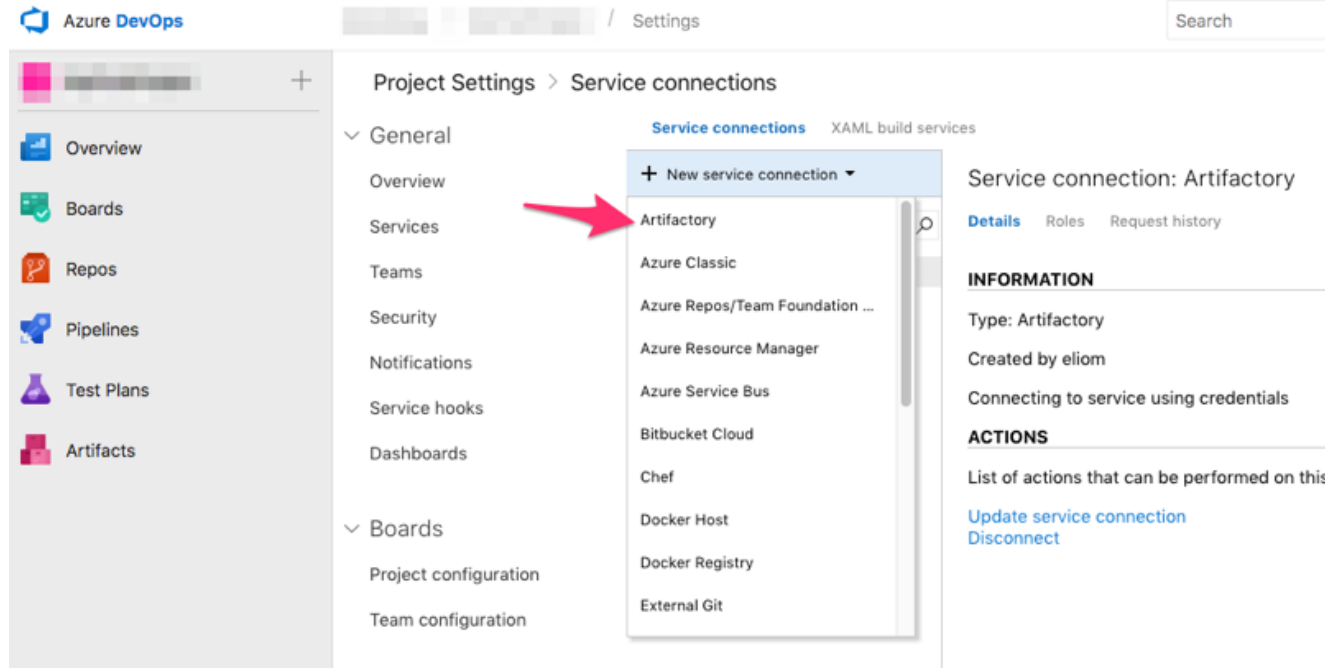 Azure DevOps
/ Settings
Search
Project Settings > Service connections
Overview
Boards
Repos
Pipelines
Test Plans
Artifacts
General
Overview
Services
Teams
Security
Notifications
Service hooks
Dashboards
Boards
Project configuration
Team configuration
Service connections XAML build services
+ New service connection
Artifactory
Azure Classic
Azure Repos/Team Foundation ...
Azure Resource Manager
Azure Service Bus
Bitbucket Cloud
Chef
Docker Host
Docker Registry
External Git
Service connection: Artifactory
Details Roles Request history
INFORMATION
Type: Artifactory
Created by eliom
Connecting to service using credentials
ACTIONS
List of actions that can be performed on this
Update service connection
Disconnect